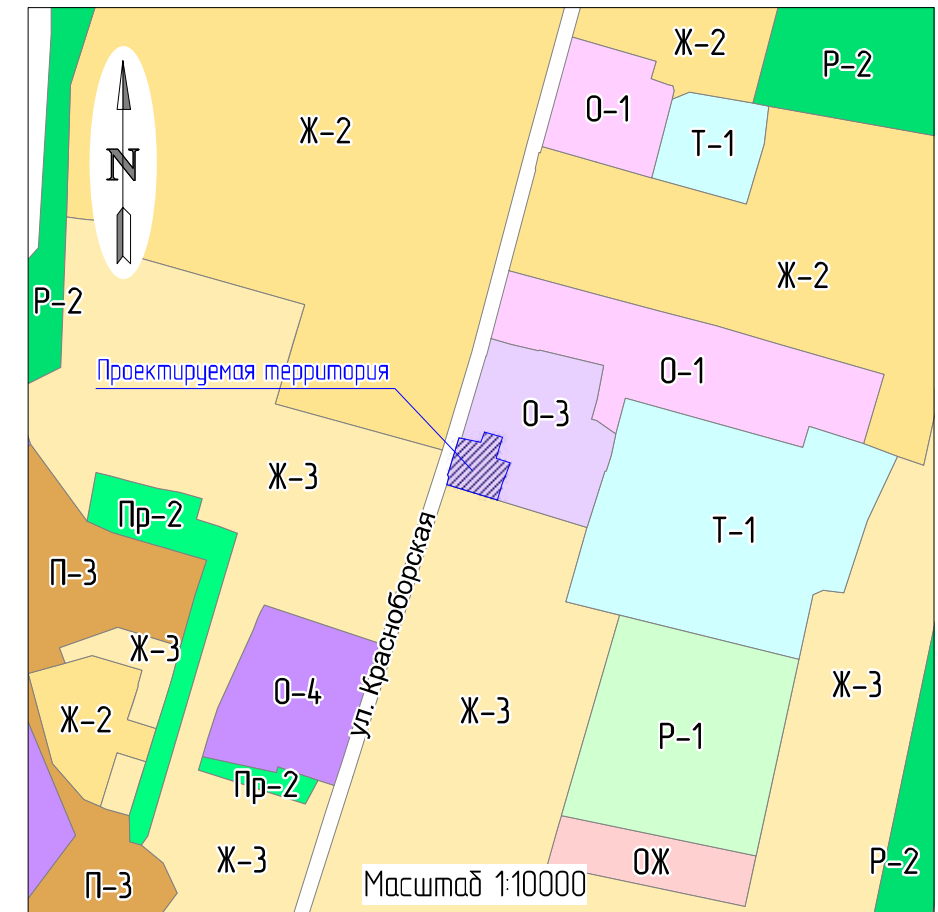 Ж-2
Р-2
О-1
Ж-2
Т-1
N
Ж-2
Р-2
Проектируемая территория
О-1
О-3
Ж-3
Пр-2
Т-1
П-3
ул. Красноборская
Ж-3
О-4
Ж-3
Ж-3
Ж-2
Р-1
Пр-2
Ж-3
ОЖ
Р-2
П-3
Масштаб 1:10000